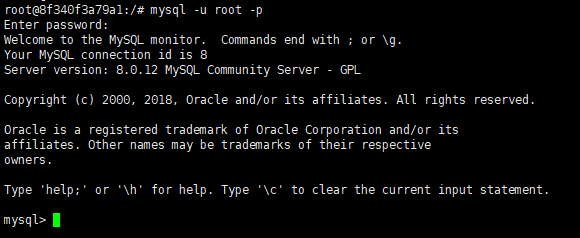 root@8f340f3a79a1:/# mysql -u root -p
Enter password:
Welcome to the MySQL monitor.  Commands end with ; or \g.
Your MySQL connection id is 8
Server version: 8.0.12 MySQL Community Server - GPL
Copyright (c) 2000, 2018, Oracle and/or its affiliates. All rights reserved.
Oracle is a registered trademark of Oracle Corporation and/or its
affiliates. Other names may be trademarks of their respective
owners.
Type 'help;' or '\h' for help. Type '\c' to clear the current input statement.
mysql>